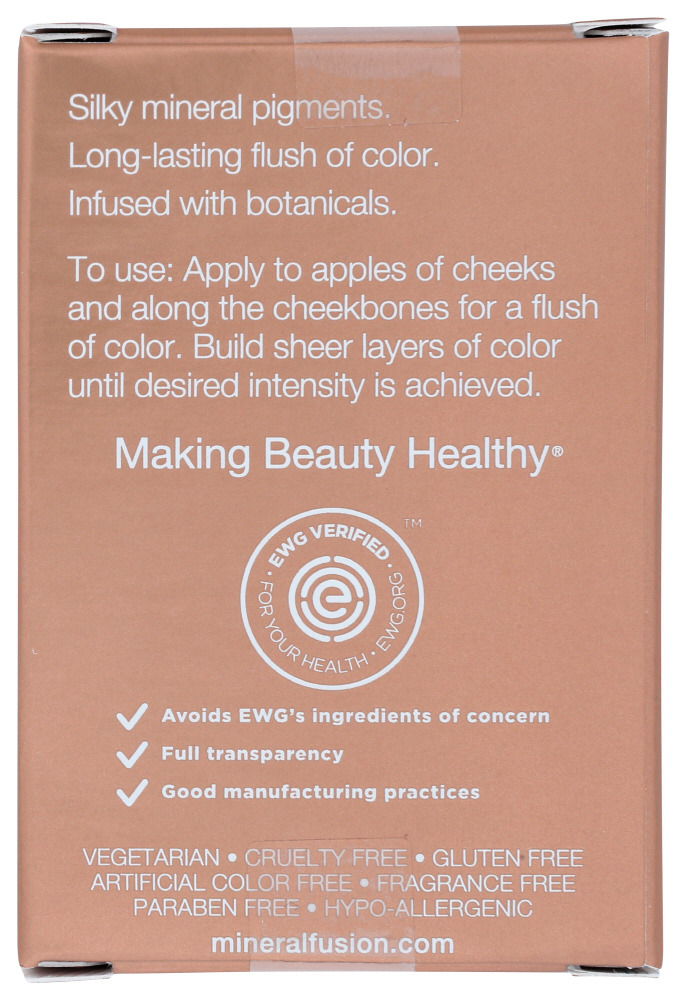 Silky mineral pigments.
Long-lasting flush of color.
Infused with botanicals.
To use: Apply to apples of cheeks
and along the cheekbones for a flush
of color. Build sheer layers of color
until desired intensity is achieved.
Making Beauty Healthy®
TM
• EWG VERIFIED •
FOR YOUR HEALTH • EWG.ORG
e
Avoids EWG's ingredients of concern
Full transparency
Good manufacturing practices
VEGETARIAN • CRUELTY FREE • GLUTEN FREE
ARTIFICIAL COLOR FREE • FRAGRANCE FREE
PARABEN FREE • HYPO-ALLERGENIC
mineralfusion.com